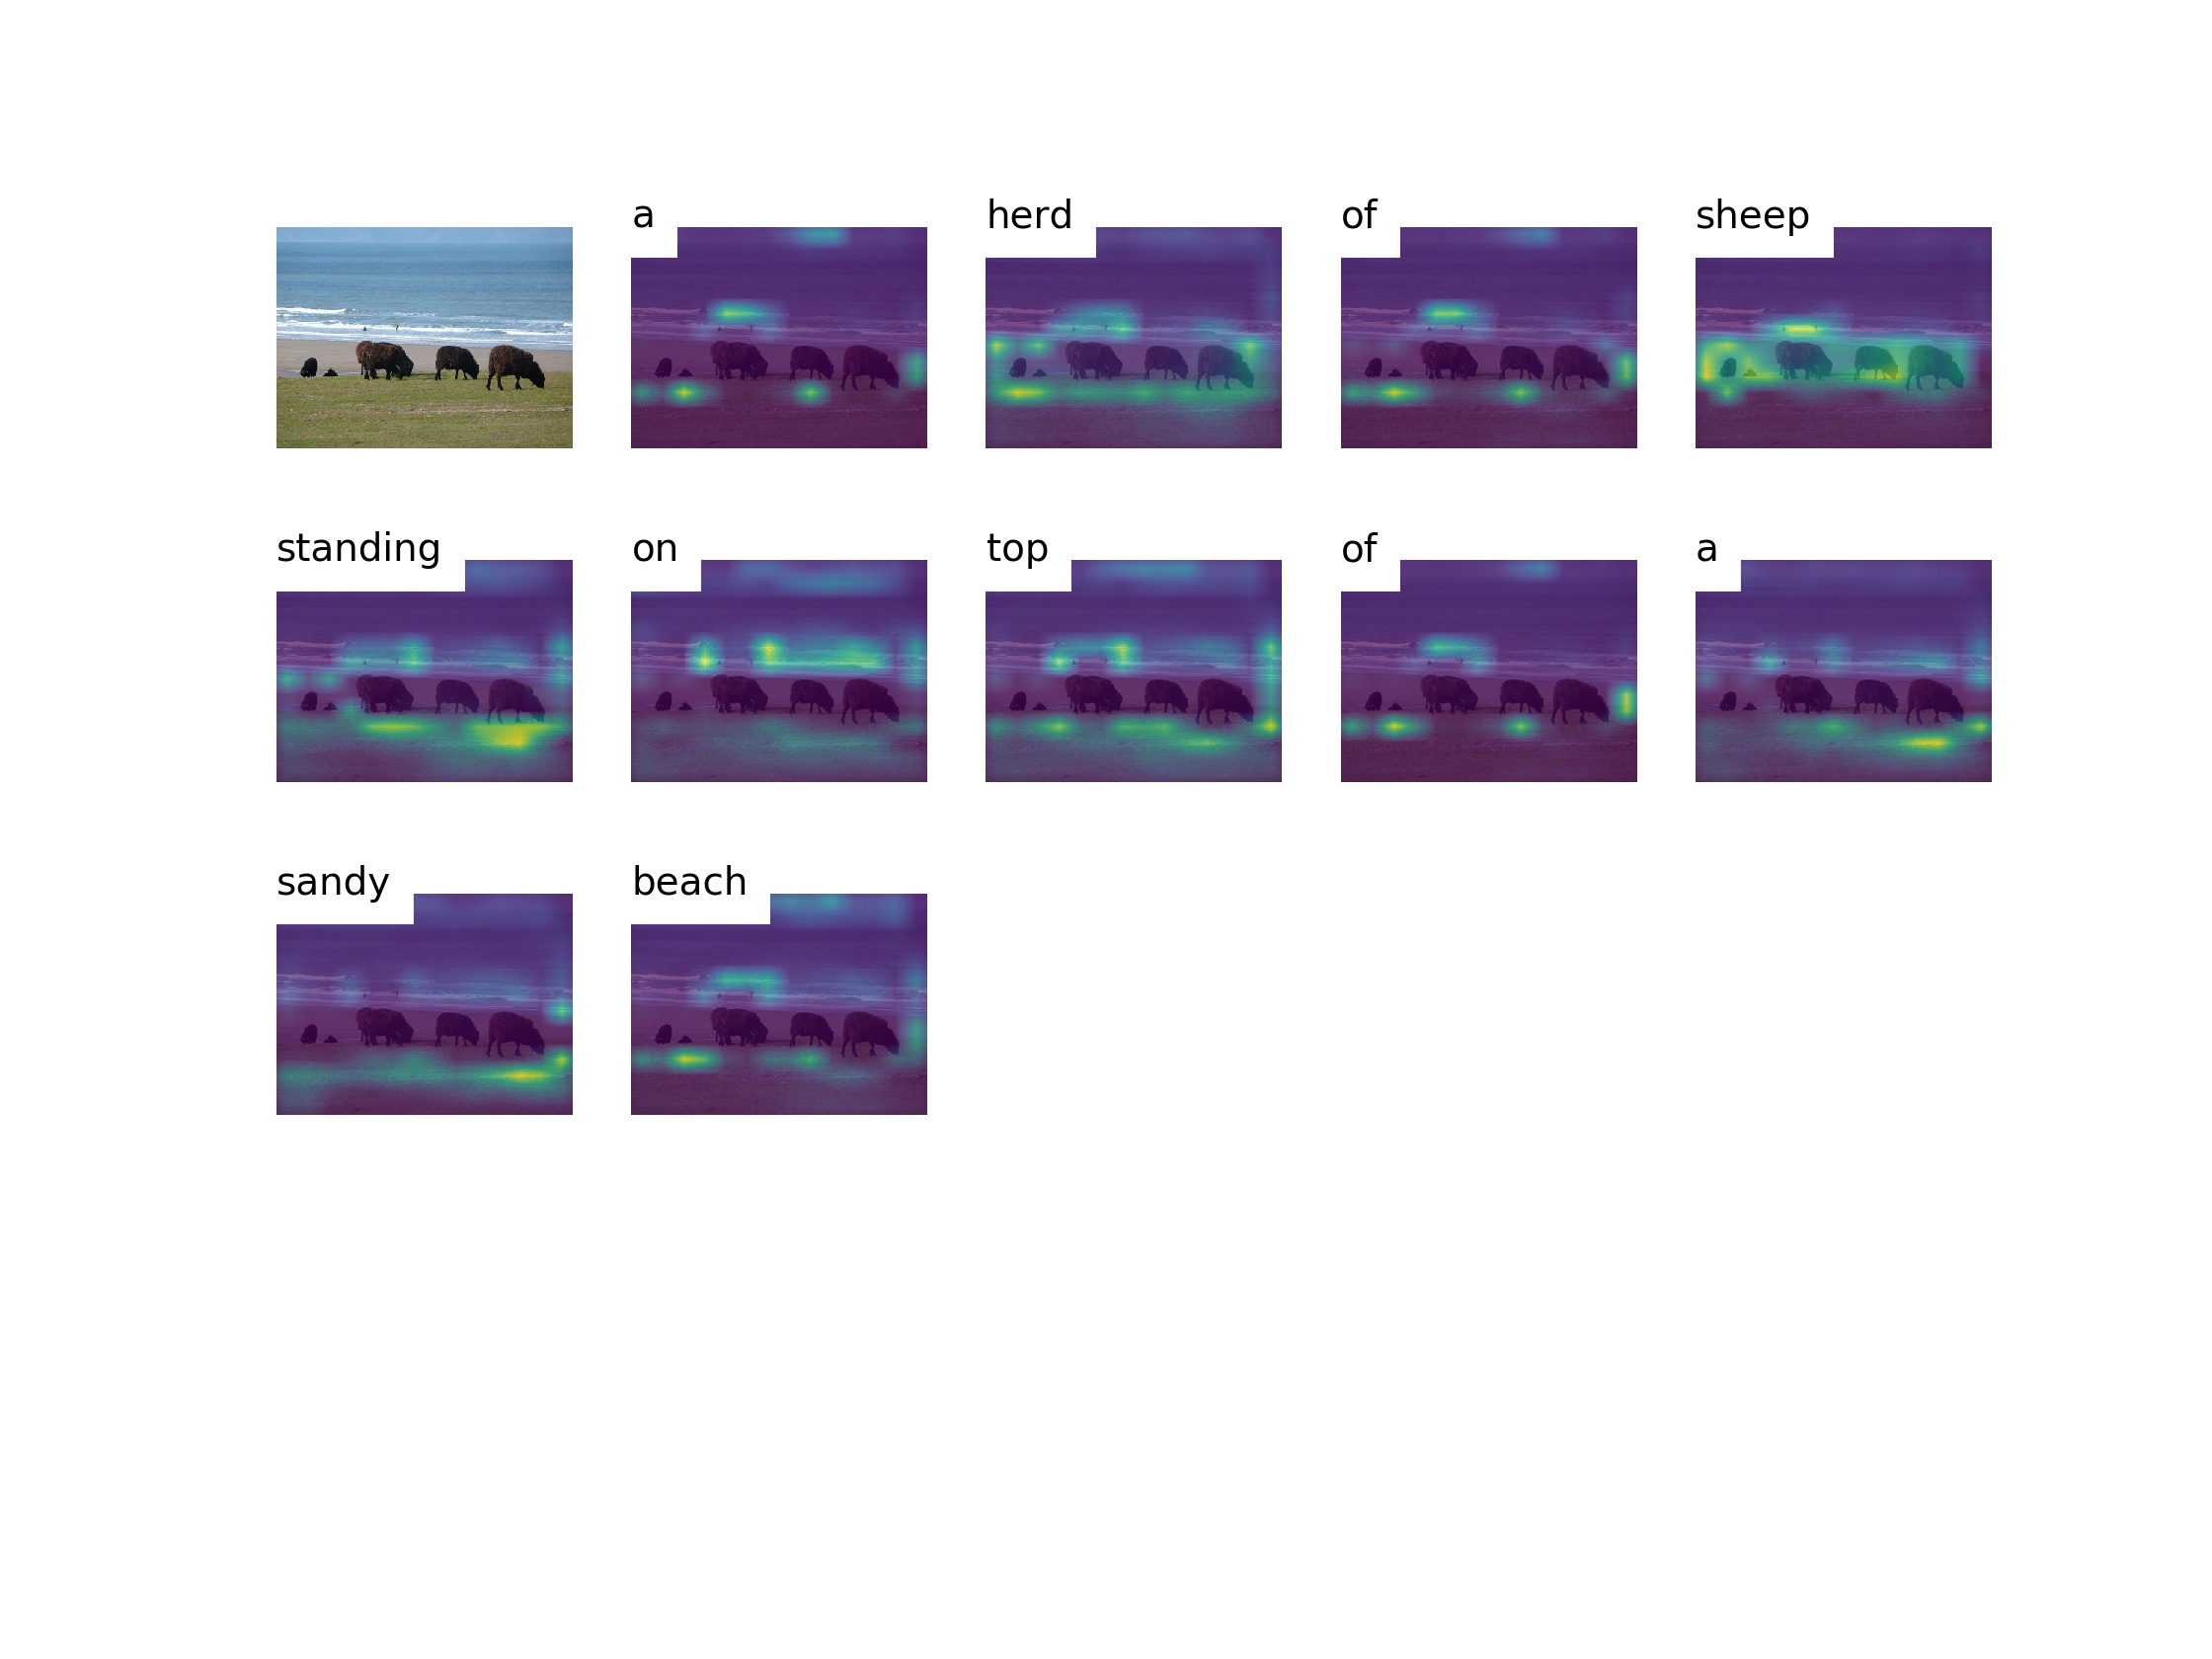 a herd of sheep
standing on top of a
sandy beach